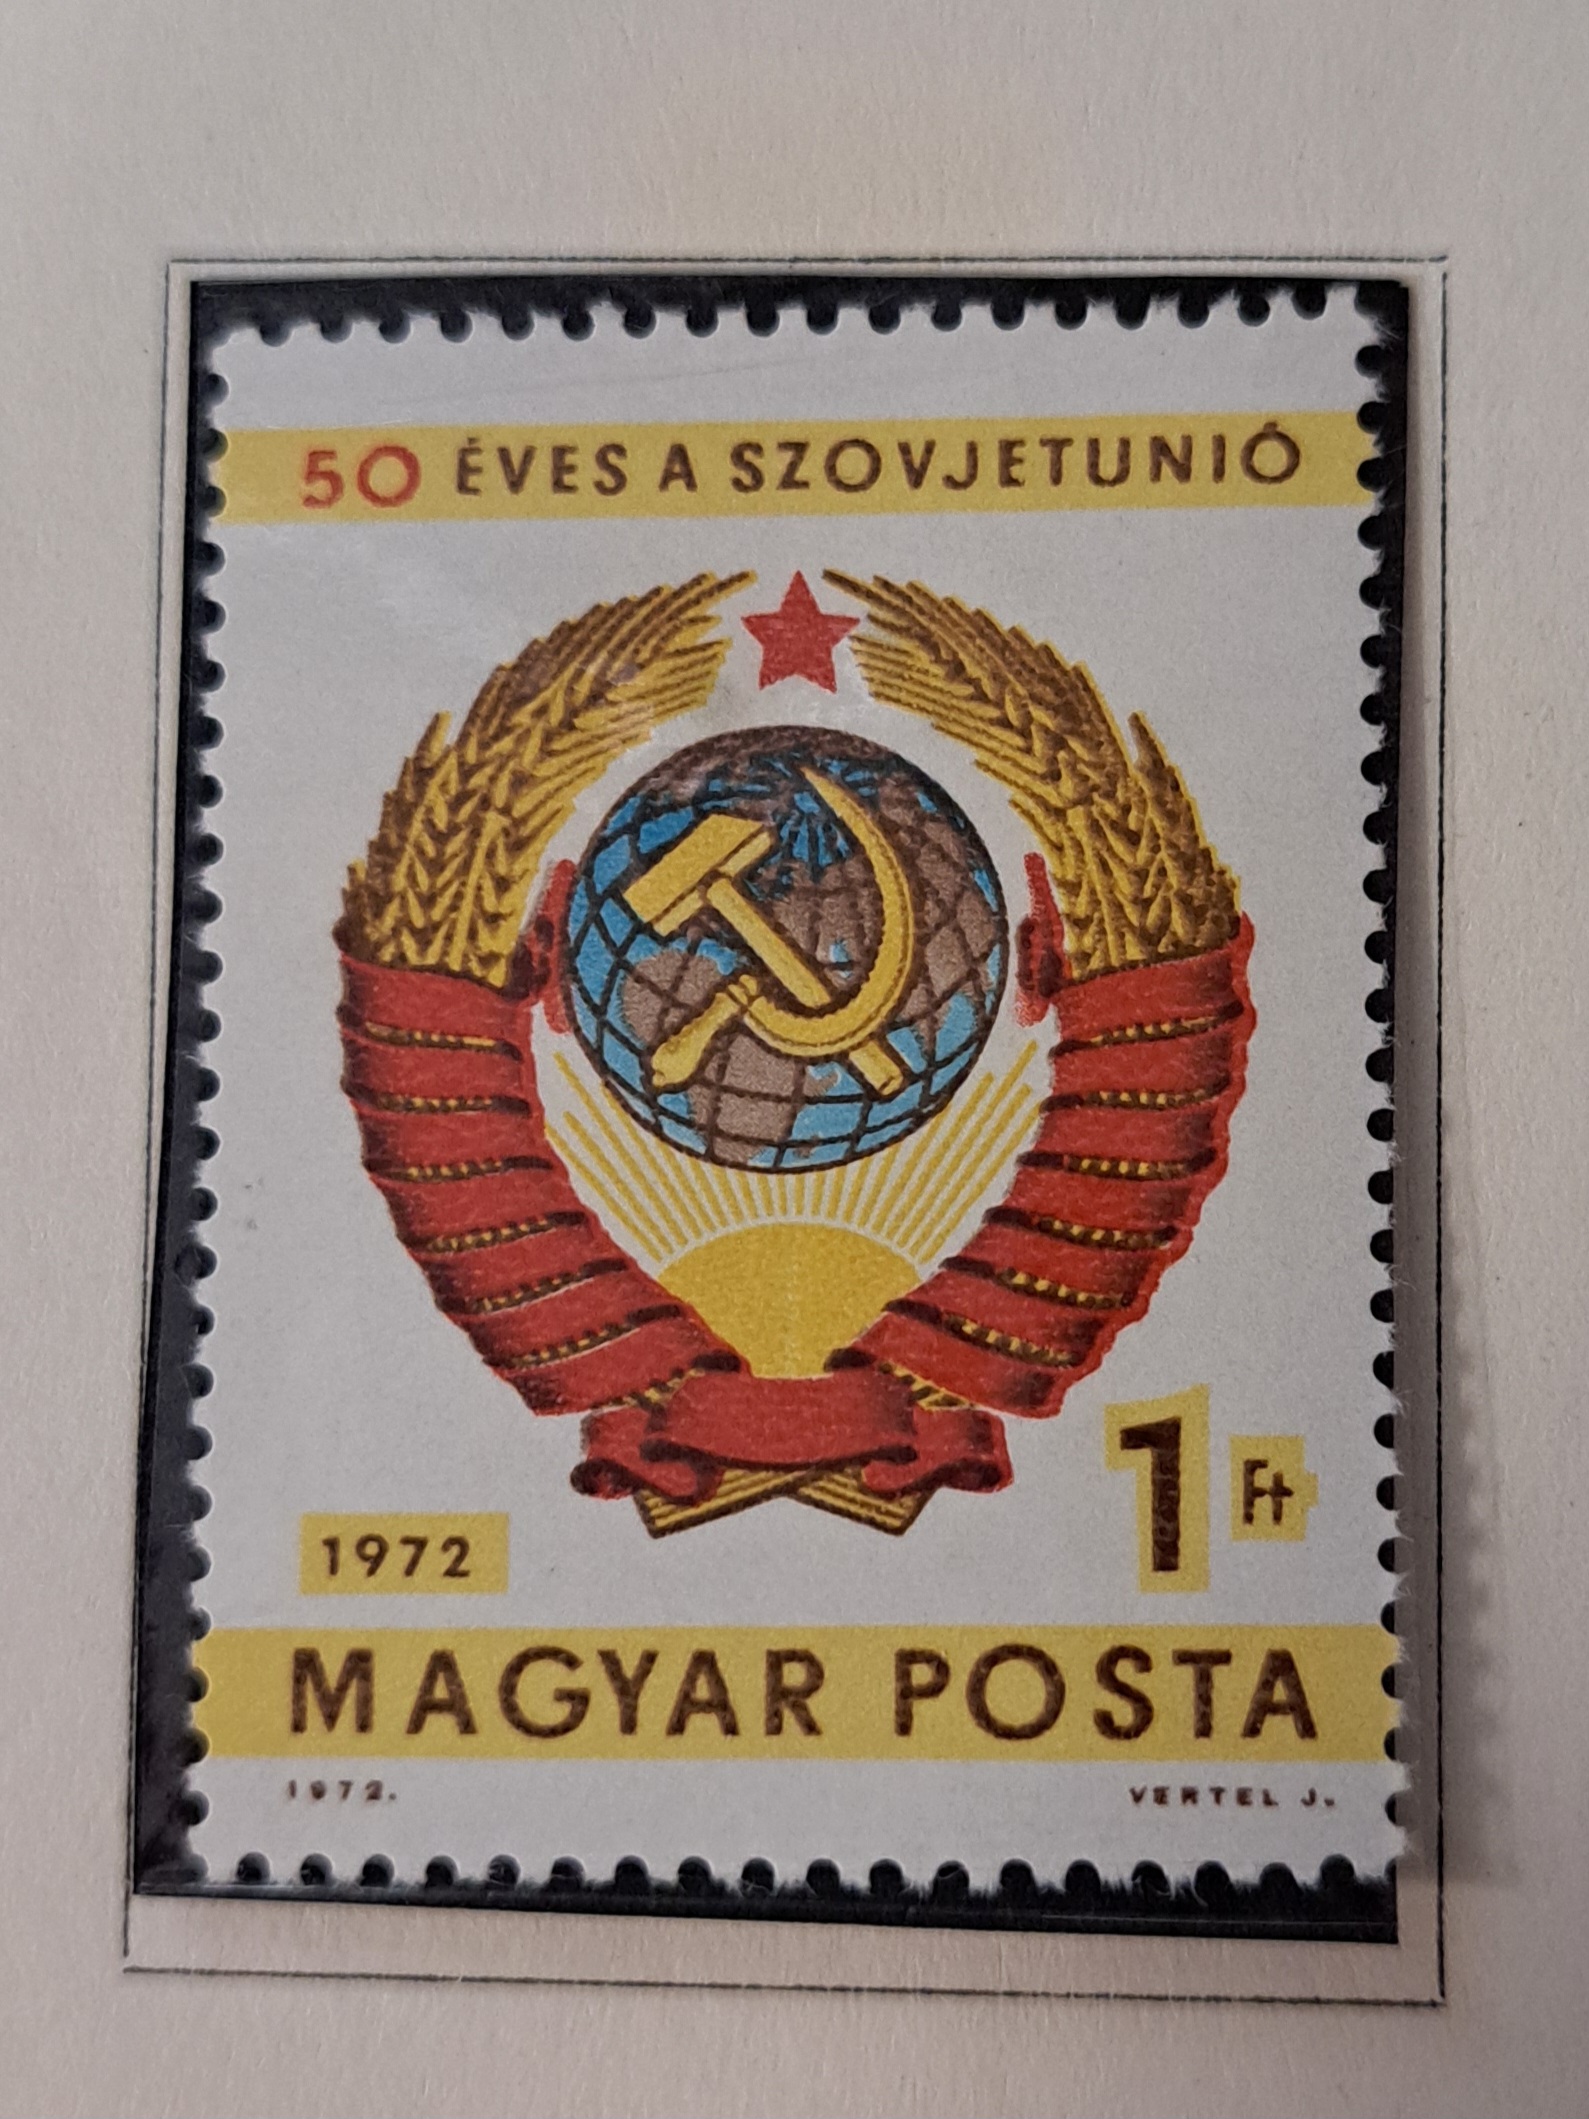 50 ÉVES A SZOVJETUNIÓ
1 Ft
1972
MAGYAR POSTA
1972. VERTEL J.